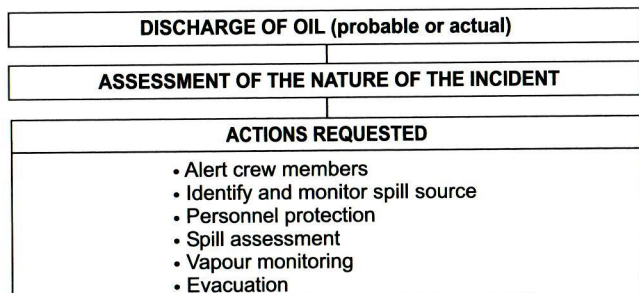 DISCHARGE OF OIL (probable or actual)
ASSESSMENT OF THE NATURE OF THE INCIDENT
ACTIONS REQUESTED
• Alert crew members
• Identify and monitor spill source
• Personnel protection
• Spill assessment
• Vapour monitoring
• Evacuation